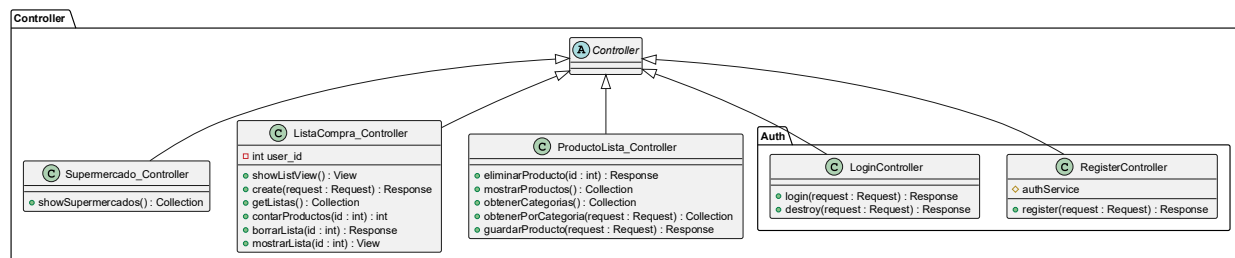 Controller
A Controller
C Supermercado_Controller
showSupermercados() : Collection
C ListaCompra_Controller
int user_id
showListView() : View
create(request : Request) : Response
getListas() : Collection
contarProductos(id : int) : int
borrarLista(id : int) : Response
mostrarLista(id : int) : View
C ProductoLista_Controller
eliminarProducto(id : int) : Response
mostrarProductos() : Collection
obtenerCategorias() : Collection
obtenerPorCategoria(request : Request) : Collection
guardarProducto(request : Request) : Response
Auth
C LoginController
login(request : Request) : Response
destroy(request : Request) : Response
C RegisterController
authService
register(request : Request) : Response